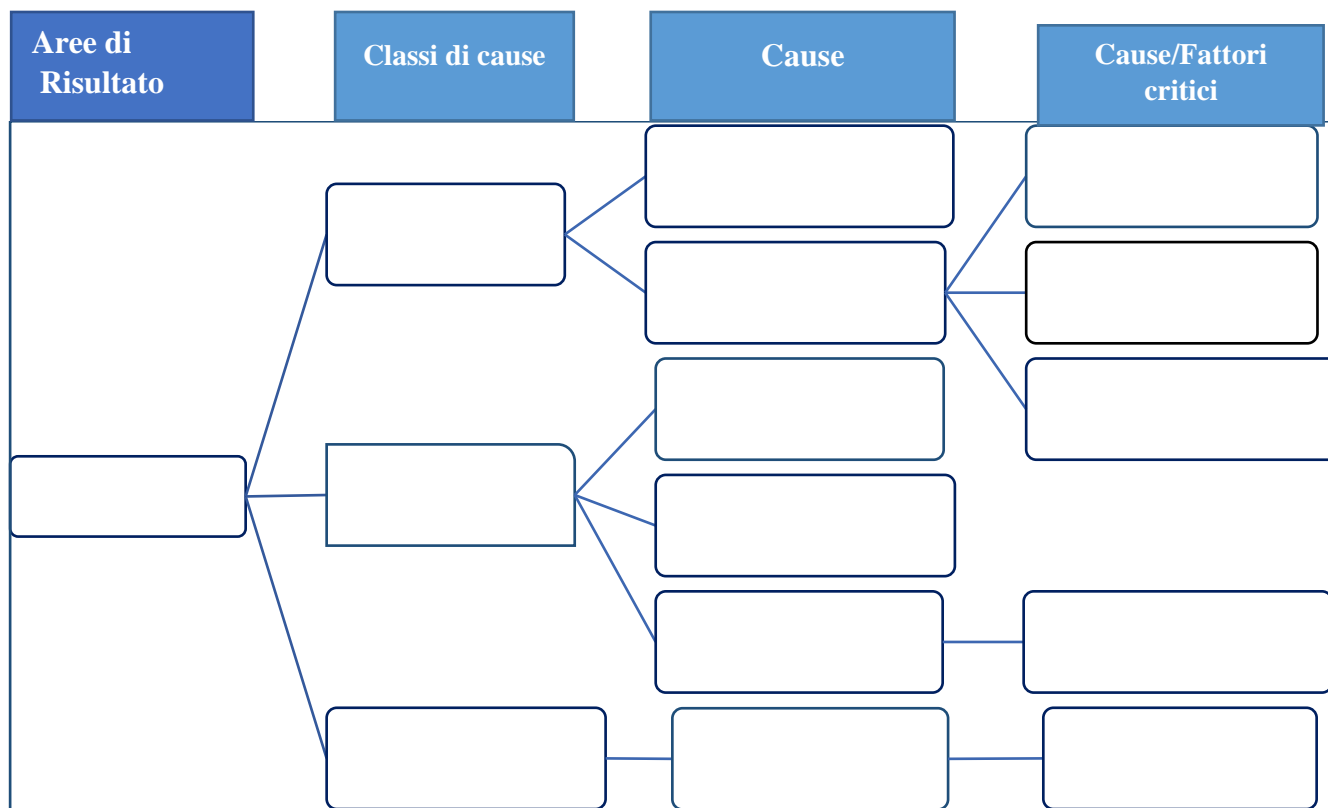 Aree di
Risultato
Classi di cause
Cause
Cause/Fattori
critici